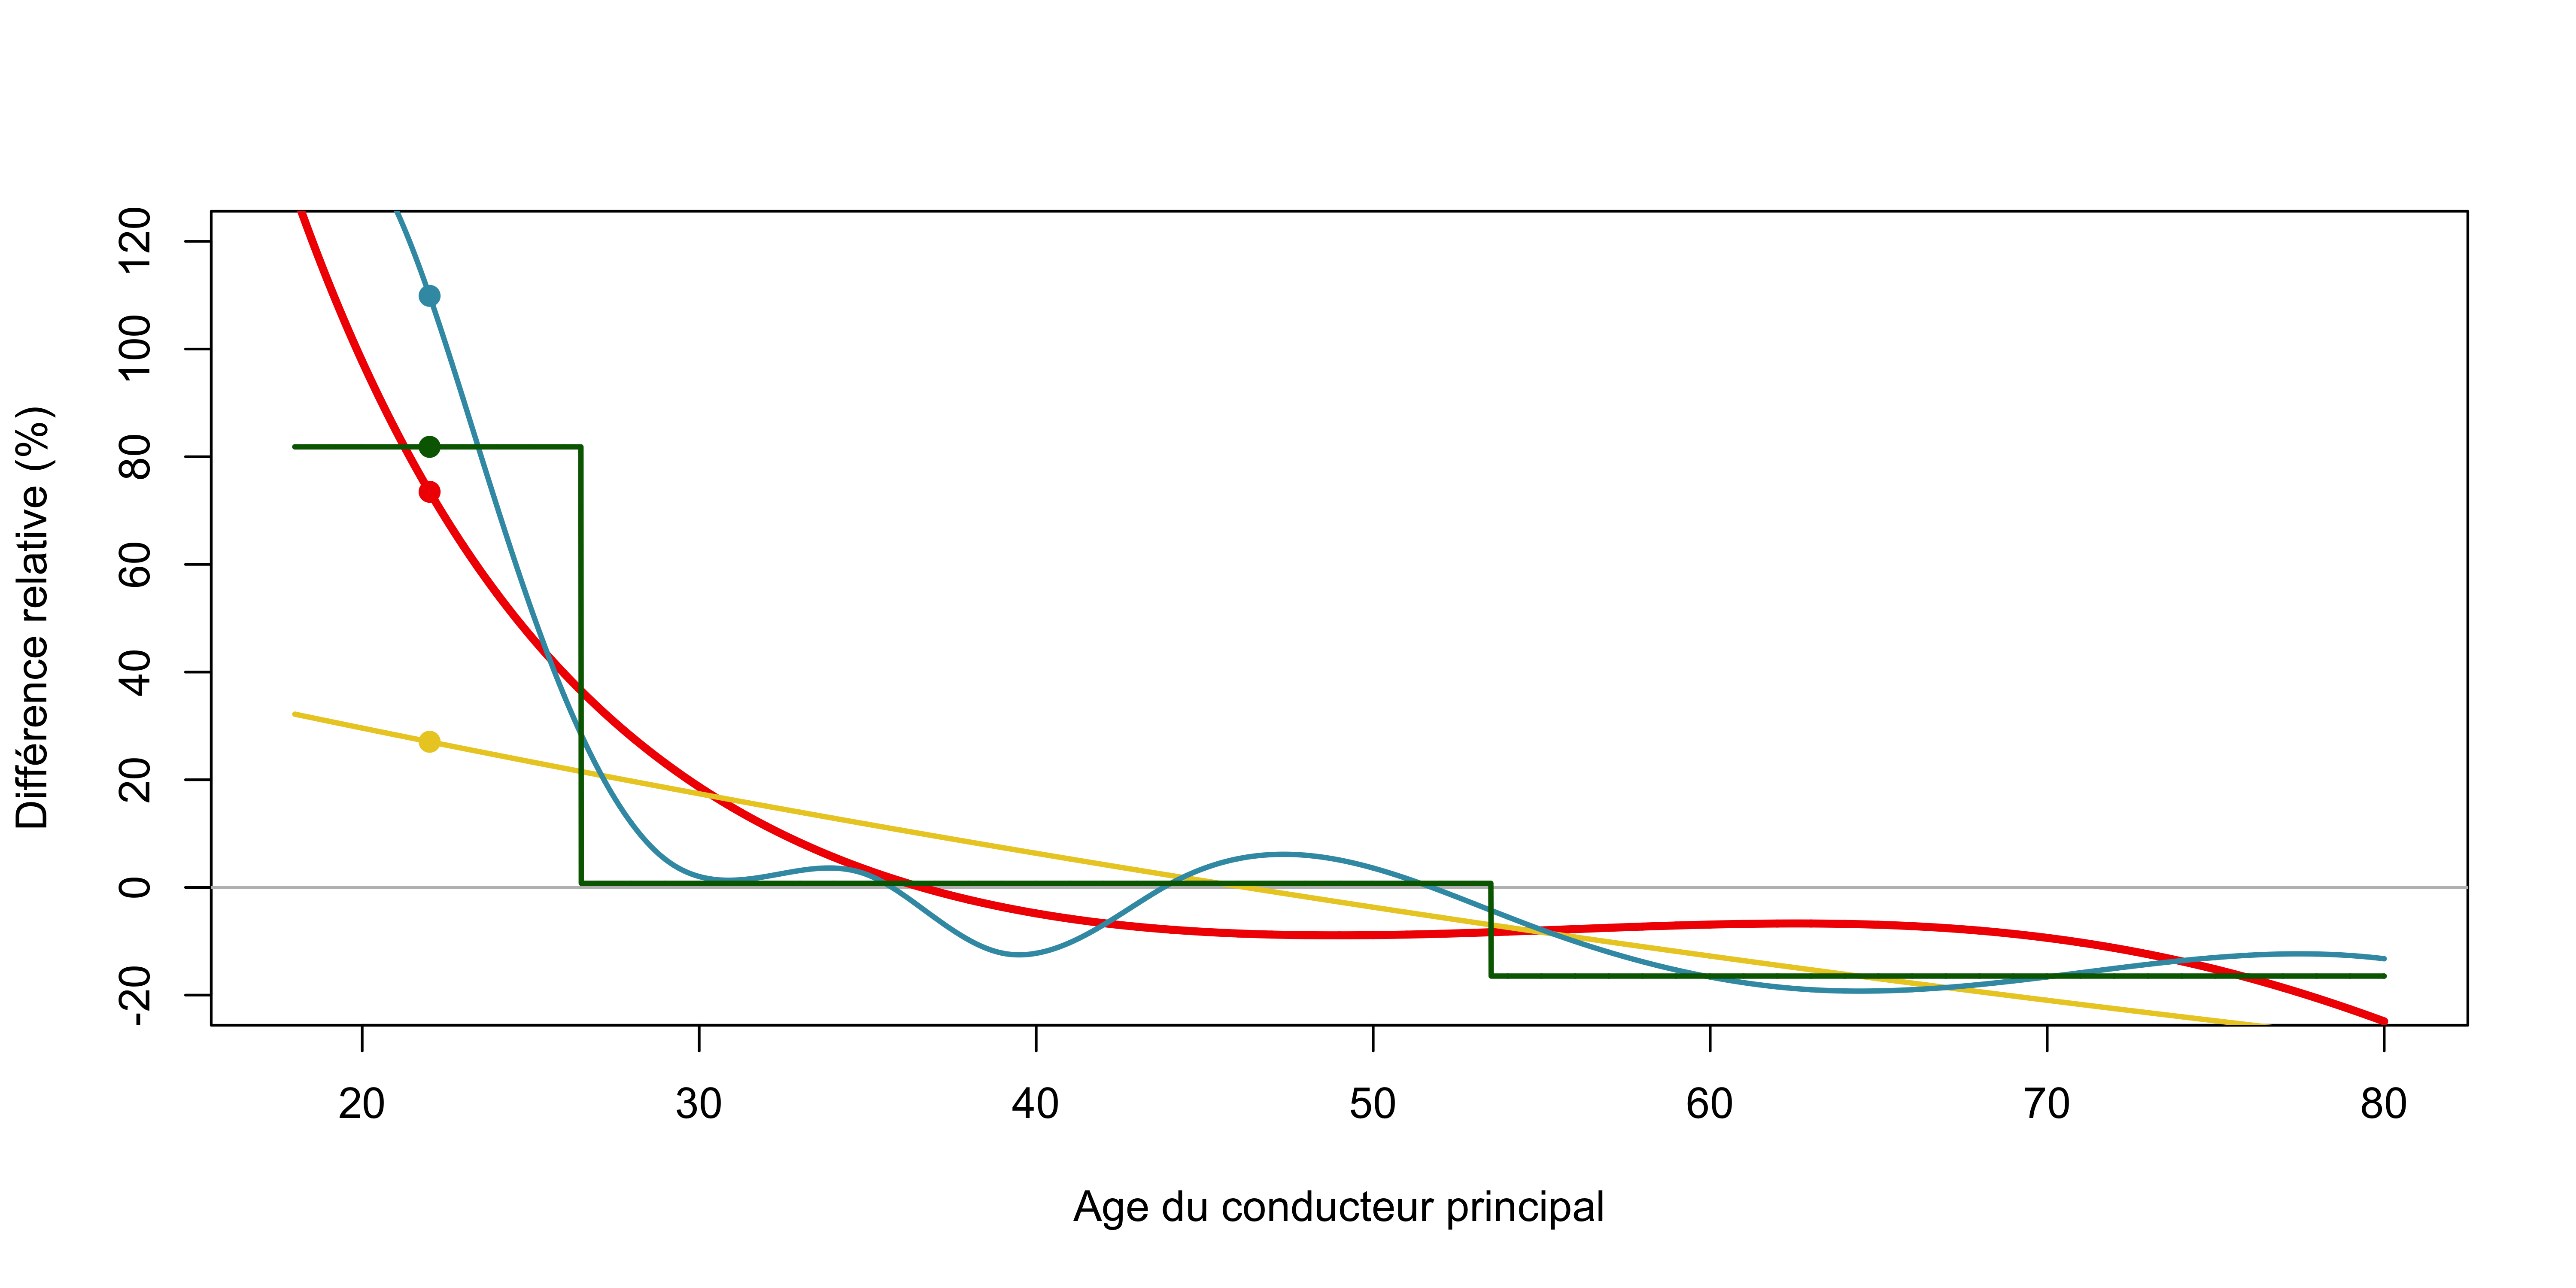 Différence relative (%)
120
100
80
60
40
20
0
-20
20 30 40 50 60 70 80
Age du conducteur principal